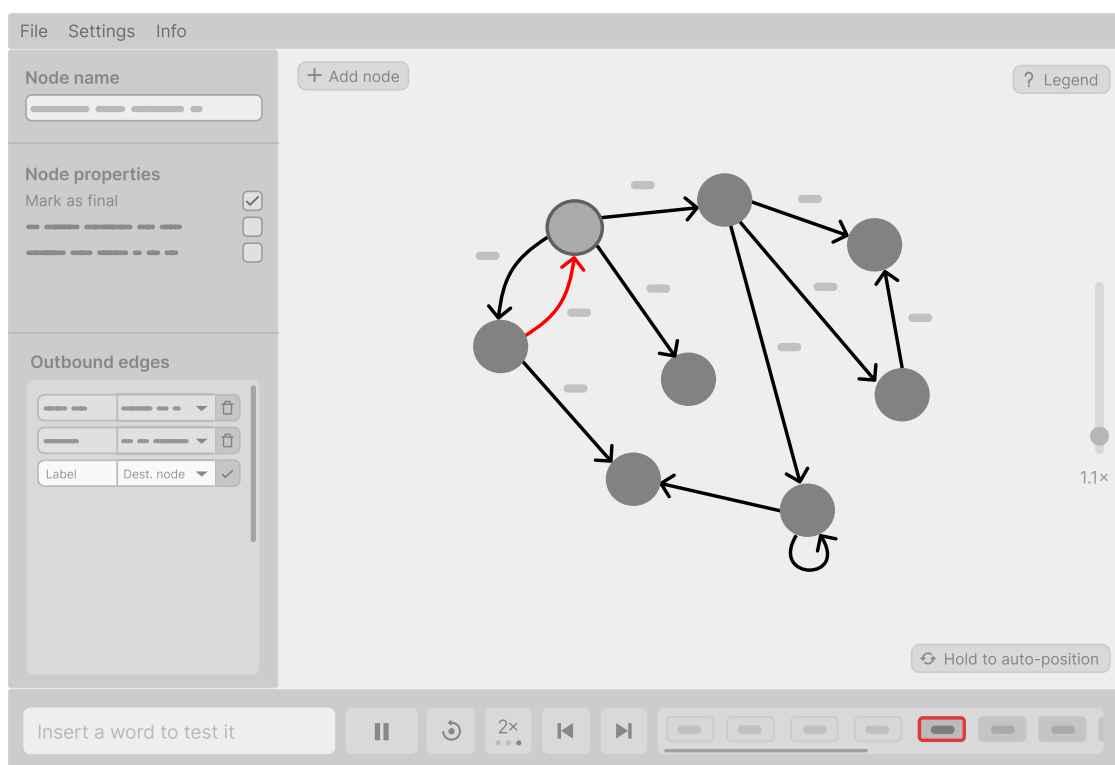 File Settings Info
Node name
+ Add node
? Legend
Node properties
Mark as final
Outbound edges
Label Dest. node
1.1×
Hold to auto-position
Insert a word to test it
2×